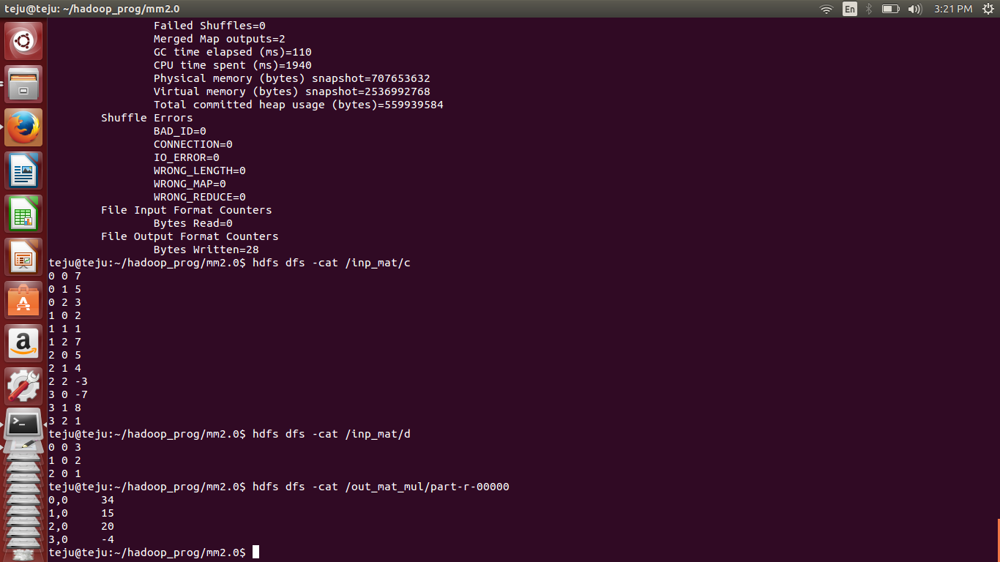 teju@teju: ~/hadoop_prog/mm2.0
En
3:21 PM
Failed Shuffles=0
Merged Map outputs=2
GC time elapsed (ms)=110
CPU time spent (ms)=1940
Physical memory (bytes) snapshot=707653632
Virtual memory (bytes) snapshot=2536992768
Total committed heap usage (bytes)=559939584
Shuffle Errors
BAD_ID=0
CONNECTION=0
IO_ERROR=0
WRONG_LENGTH=0
WRONG_MAP=0
WRONG_REDUCE=0
File Input Format Counters
Bytes Read=0
File Output Format Counters
Bytes Written=28
teju@teju:~/hadoop_prog/mm2.0$ hdfs dfs -cat /inp_mat/c
0 0 7
0 1 5
0 2 3
1 0 2
1 1 1
1 2 7
2 0 5
2 1 4
2 2 -3
3 0 -7
3 1 8
3 2 1
teju@teju:~/hadoop_prog/mm2.0$ hdfs dfs -cat /inp_mat/d
0 0 3
1 0 2
2 0 1
teju@teju:~/hadoop_prog/mm2.0$ hdfs dfs -cat /out_mat_mul/part-r-00000
0,0 34
1,0 15
2,0 20
3,0 -4
teju@teju:~/hadoop_prog/mm2.0$